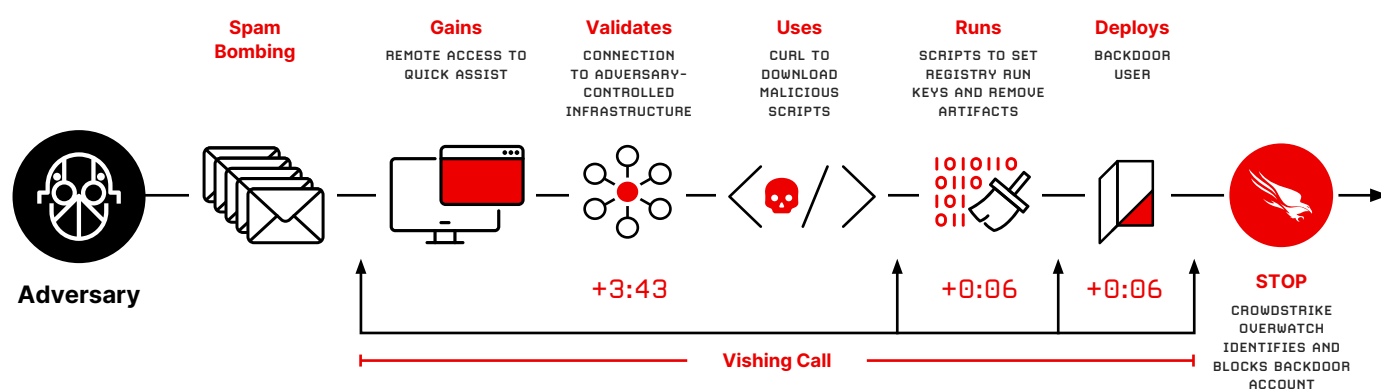 Spam
Bombing
Gains
REMOTE ACCESS TO
QUICK ASSIST
Validates
CONNECTION
TO ADVERSARY-
CONTROLLED
INFRASTRUCTURE
Uses
CURL TO
DOWNLOAD
MALICIOUS
SCRIPTS
Runs
SCRIPTS TO SET
REGISTRY RUN
KEYS AND REMOVE
ARTIFACTS
Deploys
BACKDOOR
USER
1010110
0110
101
011
Adversary
+3:43
+0:06
+0:06
STOP
CROWDSTRIKE
OVERWATCH
IDENTIFIES AND
BLOCKS BACKDOOR
ACCOUNT
Vishing Call